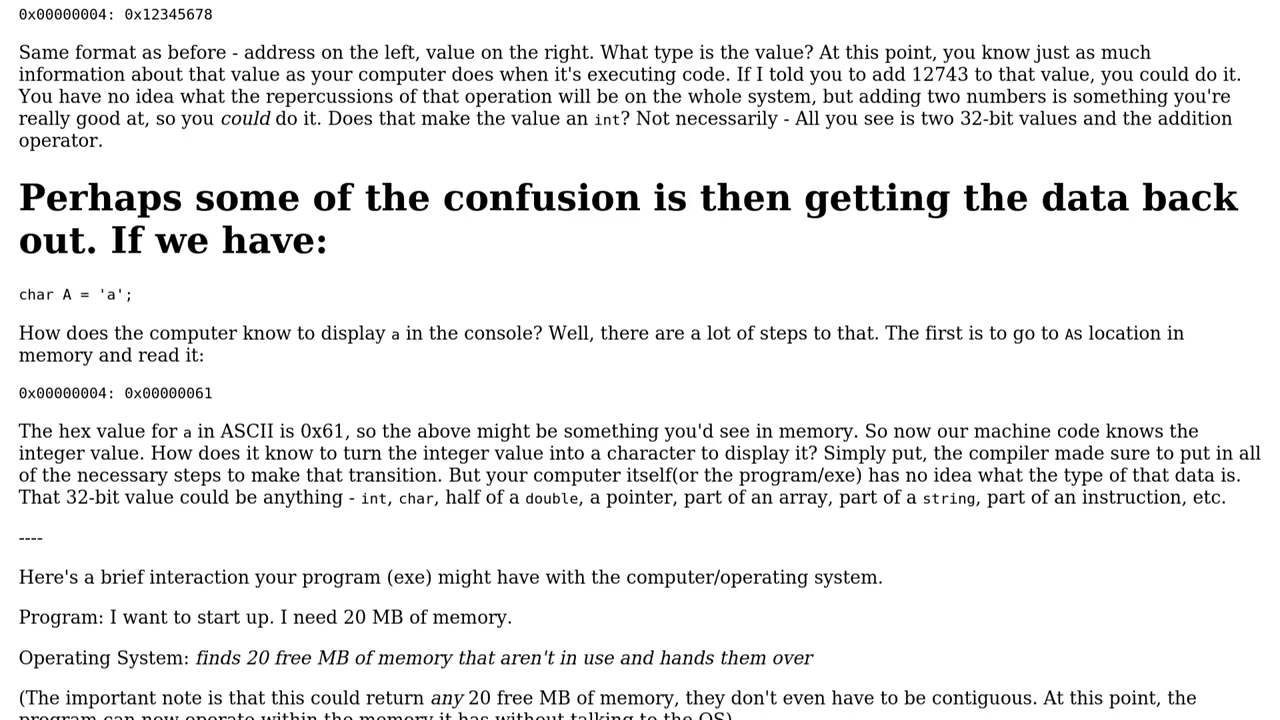 0x00000004: 0x12345678
Same format as before - address on the left, value on the right. What type is the value? At this point, you know just as much
information about that value as your computer does when it's executing code. If I told you to add 12743 to that value, you could do it.
You have no idea what the repercussions of that operation will be on the whole system, but adding two numbers is something you're
really good at, so you could do it. Does that make the value an int? Not necessarily - All you see is two 32-bit values and the addition
operator.
Perhaps some of the confusion is then getting the data back
out. If we have:
char A = 'a';
How does the computer know to display a in the console? Well, there are a lot of steps to that. The first is to go to As location in
memory and read it:
0x00000004: 0x00000061
The hex value for a in ASCII is 0x61, so the above might be something you'd see in memory. So now our machine code knows the
integer value. How does it know to turn the integer value into a character to display it? Simply put, the compiler made sure to put in all
of the necessary steps to make that transition. But your computer itself(or the program/exe) has no idea what the type of that data is.
That 32-bit value could be anything - int, char, half of a double, a pointer, part of an array, part of a string, part of an instruction, etc.
----
Here's a brief interaction your program (exe) might have with the computer/operating system.
Program: I want to start up. I need 20 MB of memory.
Operating System: finds 20 free MB of memory that aren't in use and hands them over
(The important note is that this could return any 20 free MB of memory, they don't even have to be contiguous. At this point, the
program can now operate within the memory it has without talking to the OS)